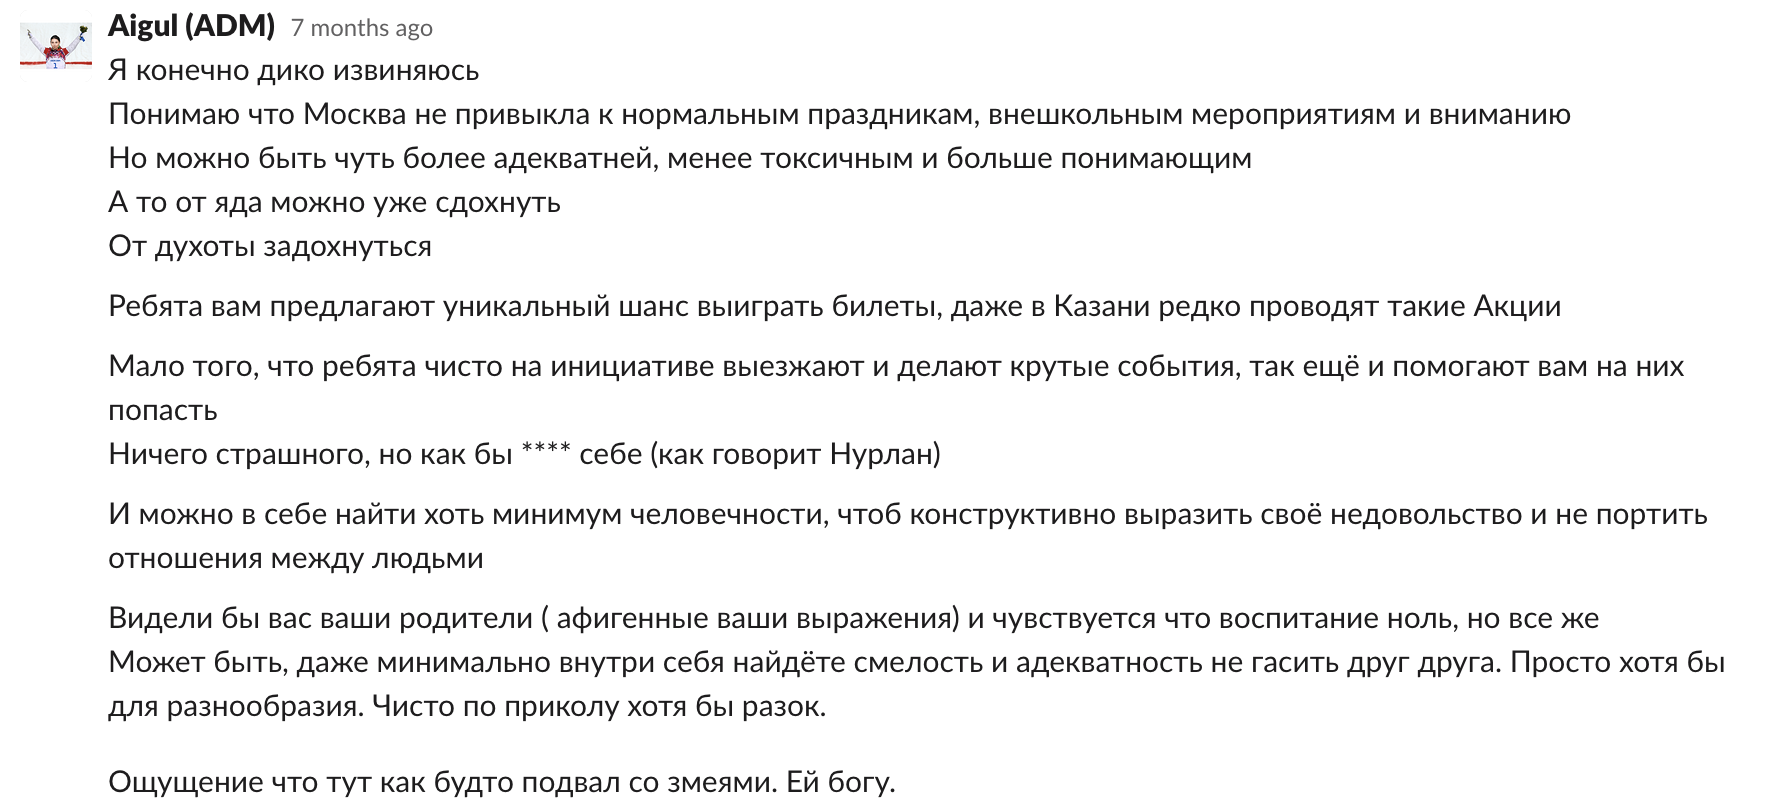 Aigul (ADM) 7 months ago
Я конечно дико извиняюсь
Понимаю что Москва не привыкла к нормальным праздникам, внешкольным мероприятиям и вниманию
Но можно быть чуть более адекватней, менее токсичным и больше понимающим
А то от яда можно уже сдохнуть
От духоты задохнуться
Ребята вам предлагают уникальный шанс выиграть билеты, даже в Казани редко проводят такие Акции
Мало того, что ребята чисто на инициативе выезжают и делают крутые события, так ещё и помогают вам на них
попасть
Ничего страшного, но как бы **** себе (как говорит Нурлан)
И можно в себе найти хоть минимум человечности, чтоб конструктивно выразить своё недовольство и не портить
отношения между людьми
Видели бы вас ваши родители ( афигенные ваши выражения) и чувствуется что воспитание ноль, но все же
Может быть, даже минимально внутри себя найдёте смелость и адекватность не гасить друг друга. Просто хотя бы
для разнообразия. Чисто по приколу хотя бы разок.
Ощущение что тут как будто подвал со змеями. Ей богу.